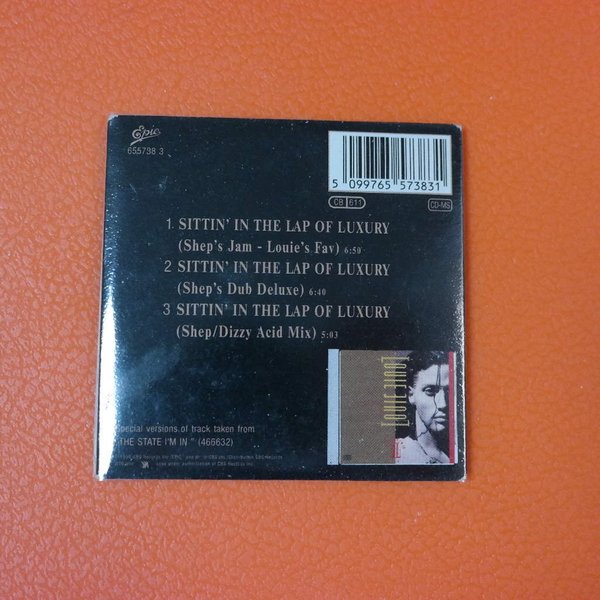 Epic
655738 3
5 099765 573831
CB 611
CD-MS
1 SITTIN' IN THE LAP OF LUXURY
(Shep's Jam - Louie's Fav) 6:50
2 SITTIN' IN THE LAP OF LUXURY
(Shep's Dub Deluxe) 6:40
3 SITTIN' IN THE LAP OF LUXURY
(Shep/Dizzy Acid Mix) 5:03
LOUIE LOUIE
Special versions of track taken from
"THE STATE I'M IN" (466632)